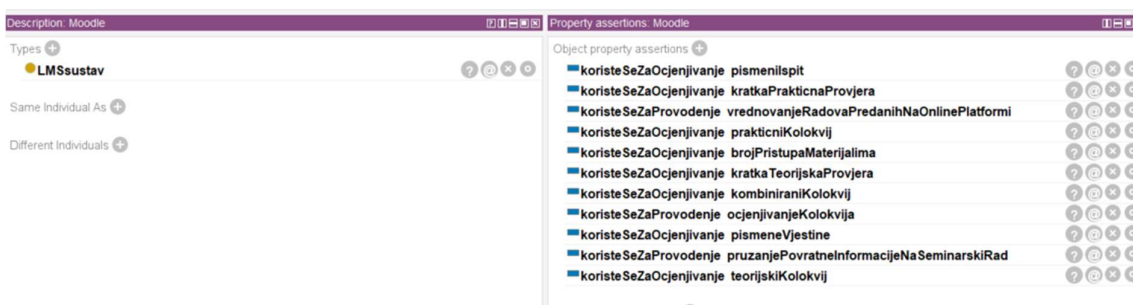 Description: Moodle
Types
LMSsustav
Same Individual As
Different Individuals
Property assertions: Moodle
Object property assertions
koristeSeZaOcjenjivanje pismeniIspit
koristeSeZaOcjenjivanje kratkaPrakticnaProvjera
koristeSeZaProvodenje vrednovanjeRadovaPredanihNaOnlinePlatformi
koristeSeZaOcjenjivanje prakticniKolokvij
koristeSeZaOcjenjivanje brojPristupaMaterijalima
koristeSeZaOcjenjivanje kratkaTeorijskaProvjera
koristeSeZaOcjenjivanje kombiniraniKolokvij
koristeSeZaProvodenje ocjenjivanjeKolokvija
koristeSeZaOcjenjivanje pismeneVjestine
koristeSeZaProvodenje pruzanjePovratneInformacijeNaSeminarskiRad
koristeSeZaOcjenjivanje teorijskiKolokvij